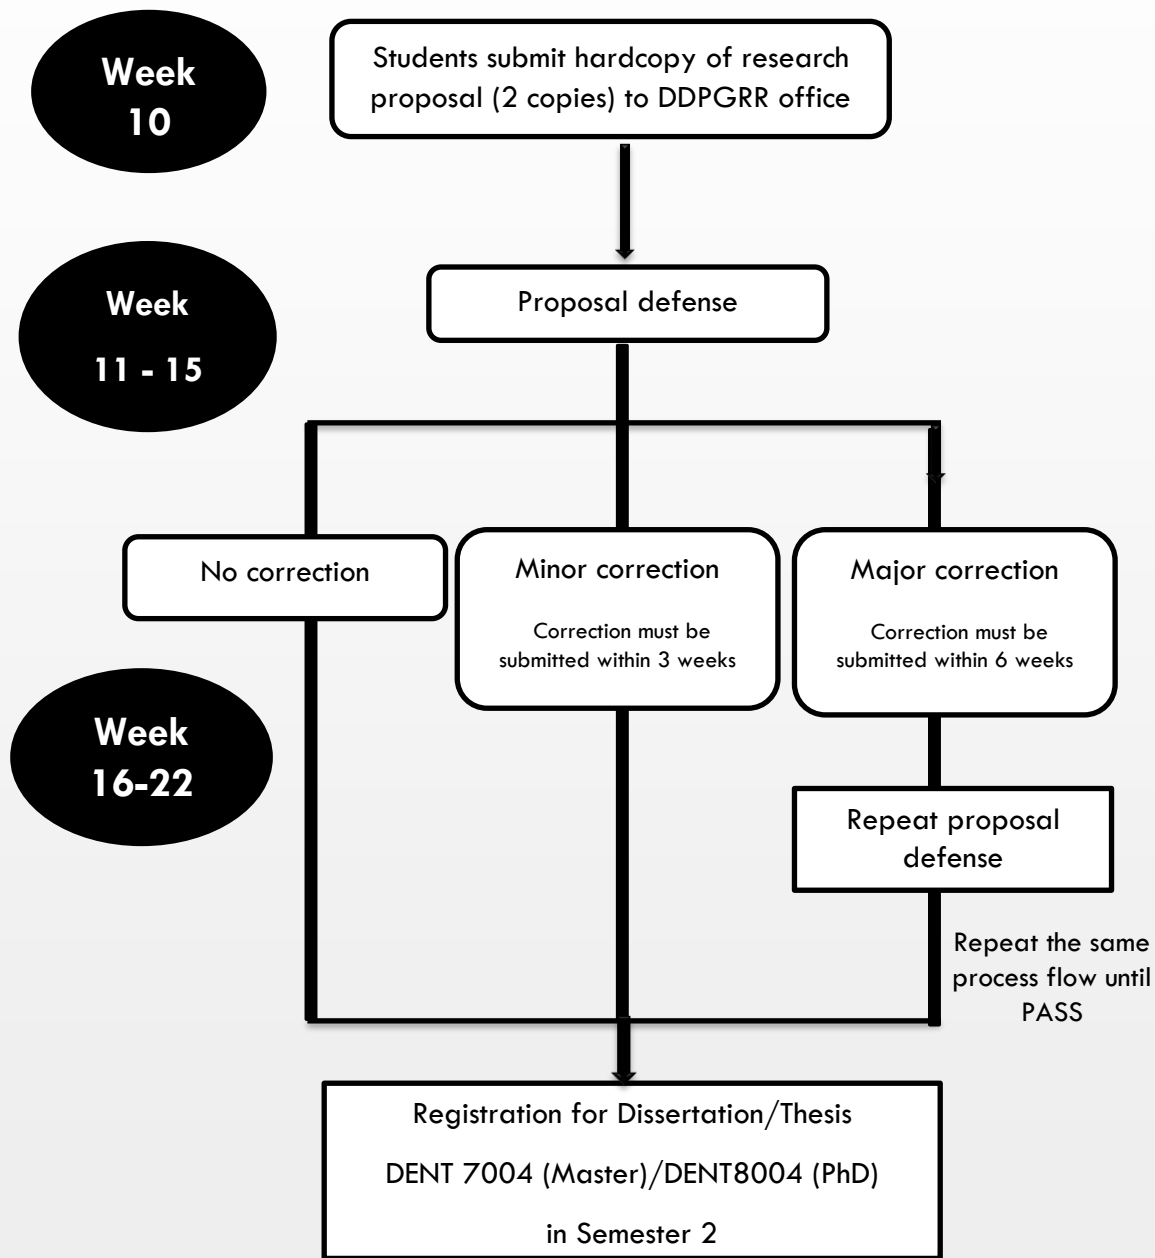 Week
10
Students submit hardcopy of research
proposal (2 copies) to DDPGRR office
Week
11 - 15
Proposal defense
No correction
Minor correction
Correction must be
submitted within 3 weeks
Major correction
Correction must be
submitted within 6 weeks
Week
16-22
Repeat proposal
defense
Repeat the same
process flow until
PASS
Registration for Dissertation/Thesis
DENT 7004 (Master)/DENT8004 (PhD)
in Semester 2